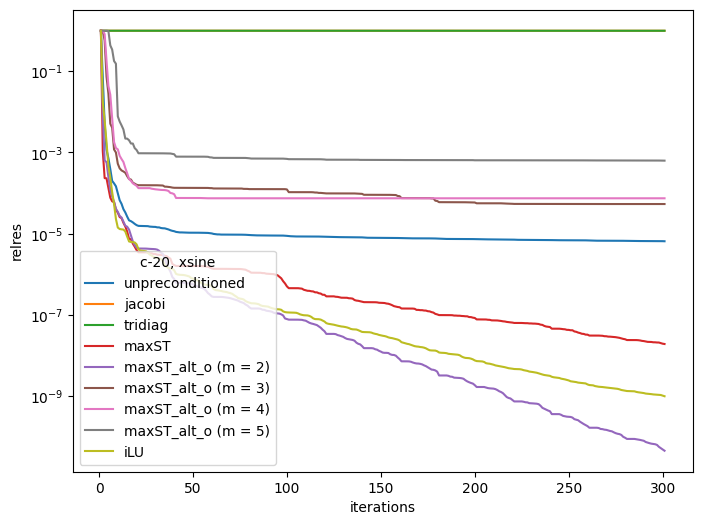 relres
10⁻¹
10⁻³
10⁻⁵
10⁻⁷
10⁻⁹
c-20, xsine
unpreconditioned
jacobi
tridiag
maxST
maxST_alt_o (m = 2)
maxST_alt_o (m = 3)
maxST_alt_o (m = 4)
maxST_alt_o (m = 5)
iLU
0 50 100 150 200 250 300
iterations